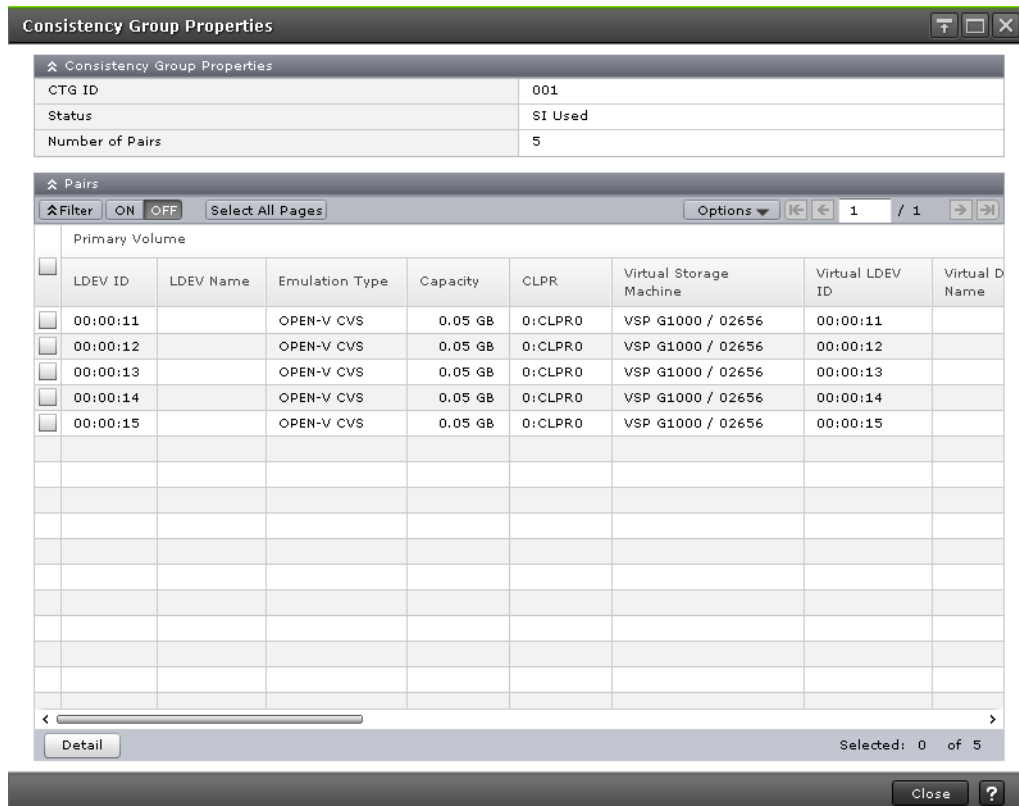 Consistency Group Properties
Consistency Group Properties
CTG ID 001
Status SI Used
Number of Pairs 5
Pairs
Filter ON OFF Select All Pages Options 1 / 1
Primary Volume
LDEV ID LDEV Name Emulation Type Capacity CLPR Virtual Storage Machine Virtual LDEV ID Virtual D Name
00:00:11 OPEN-V CVS 0.05 GB 0:CLPR0 VSP G1000 / 02656 00:00:11
00:00:12 OPEN-V CVS 0.05 GB 0:CLPR0 VSP G1000 / 02656 00:00:12
00:00:13 OPEN-V CVS 0.05 GB 0:CLPR0 VSP G1000 / 02656 00:00:13
00:00:14 OPEN-V CVS 0.05 GB 0:CLPR0 VSP G1000 / 02656 00:00:14
00:00:15 OPEN-V CVS 0.05 GB 0:CLPR0 VSP G1000 / 02656 00:00:15
Detail Selected: 0 of 5
Close ?